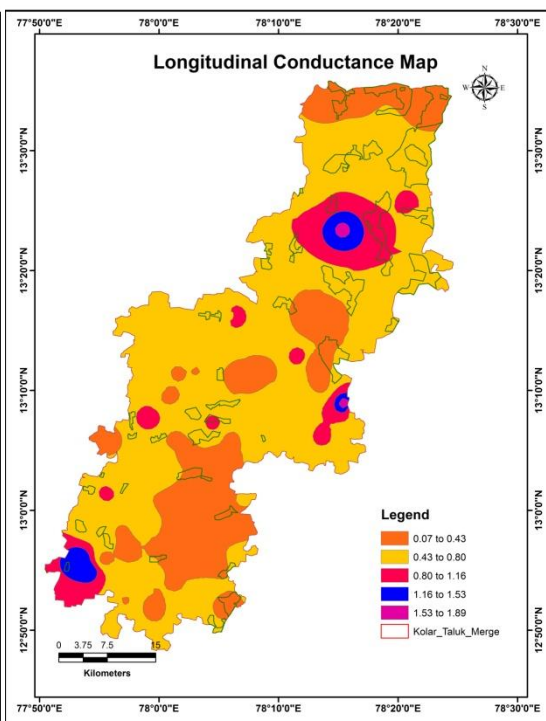 77°50'0"E 78°0'0"E 78°10'0"E 78°20'0"E 78°30'0"E
Longitudinal Conductance Map
N
W E
S
13°30'0"N 13°30'0"N
13°20'0"N 13°20'0"N
13°10'0"N 13°10'0"N
13°0'0"N 13°0'0"N
12°50'0"N 12°50'0"N
Legend
0.07 to 0.43
0.43 to 0.80
0.80 to 1.16
1.16 to 1.53
1.53 to 1.89
Kolar_Taluk_Merge
0 3.75 7.5 15
Kilometers
77°50'0"E 78°0'0"E 78°10'0"E 78°20'0"E 78°30'0"E